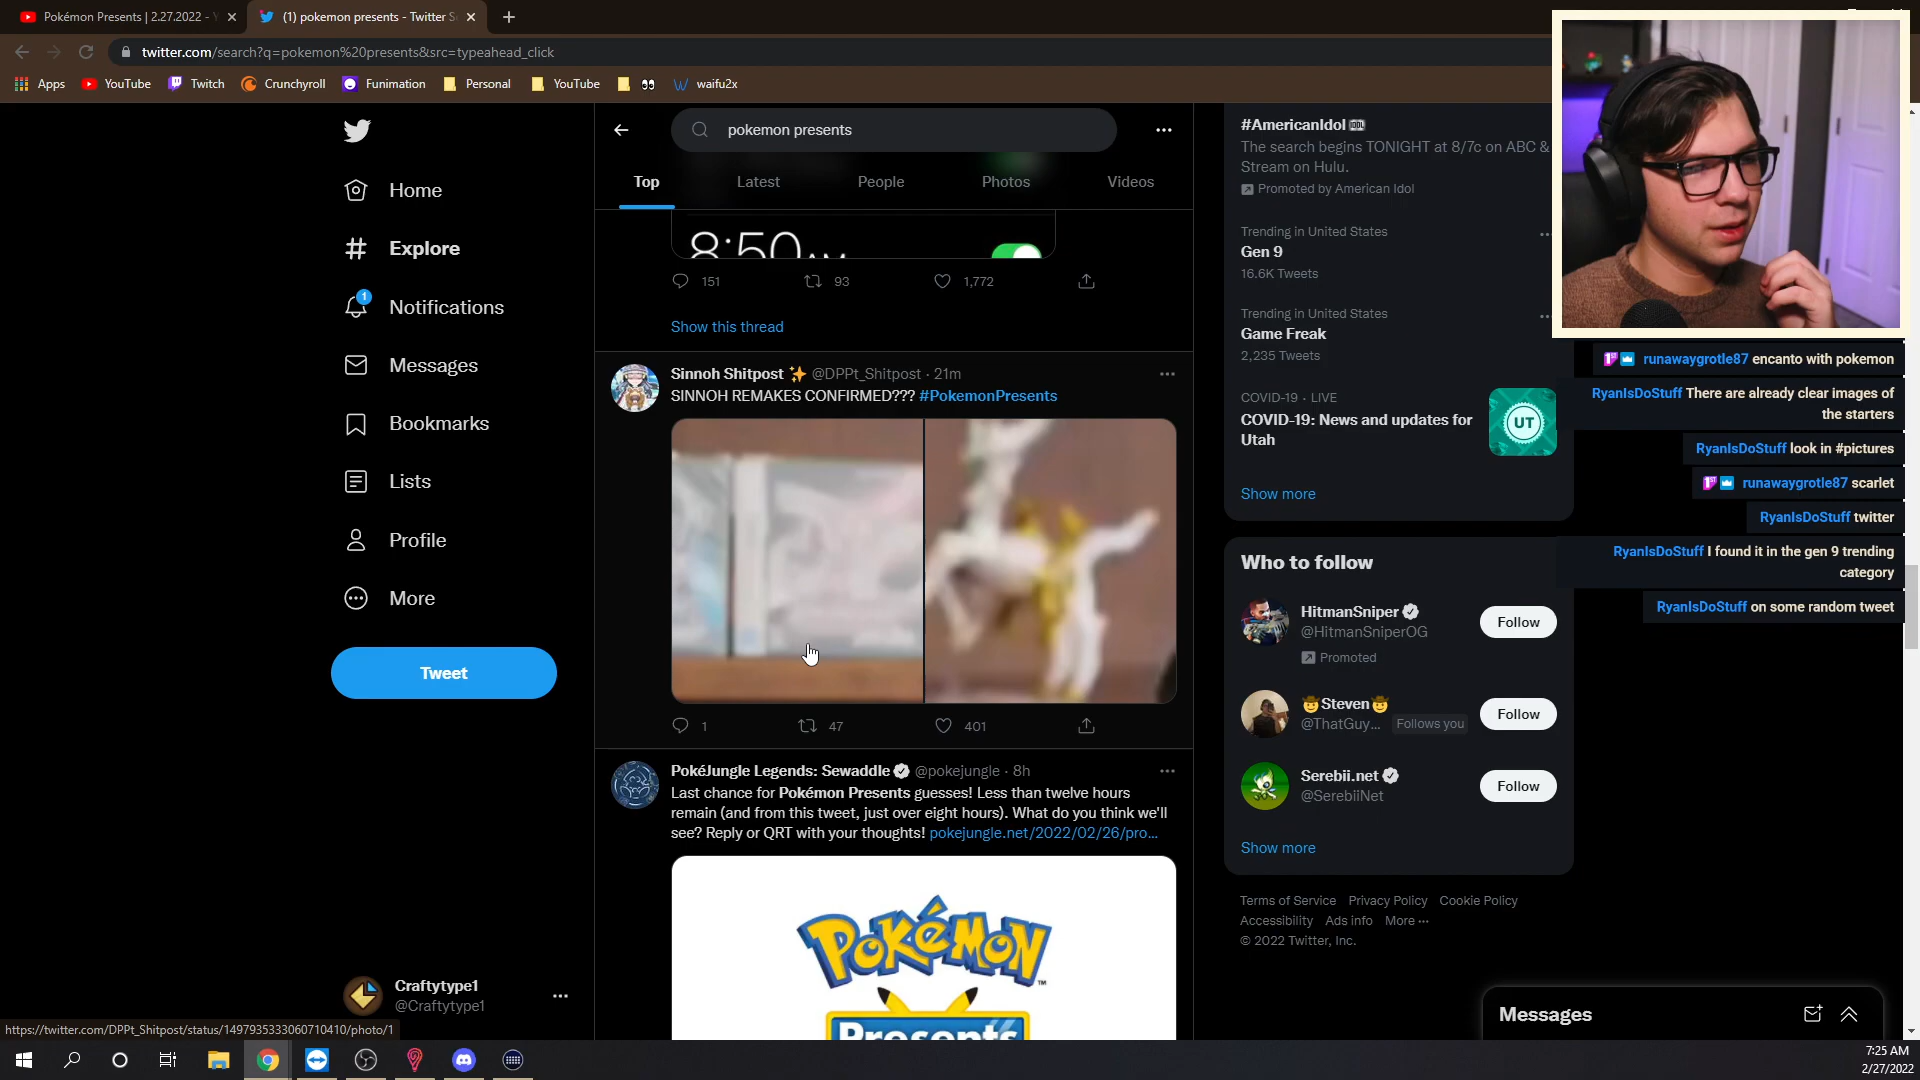 Pokémon Presents | 2.27.2022 - Y
(1) pokemon presents - Twitter S
twitter.com/search?q=pokemon%20presents&src=typeahead_click
Apps
YouTube
Twitch
Crunchyroll
Funimation
Personal
YouTube
waifu2x
Home
Explore
1
Notifications
Messages
Bookmarks
Lists
Profile
More
Tweet
Craftytype1
@Craftytype1
https://twitter.com/DPPt_Shitpost/status/1497935333060710410/photo/1
pokemon presents
Top
Latest
People
Photos
Videos
8:50 AM
151
93
1,772
Show this thread
Sinnoh Shitpost ✨ @DPPt_Shitpost · 21m
SINNOH REMAKES CONFIRMED??? #PokemonPresents
1
47
401
PokéJungle Legends: Sewaddle @pokejungle · 8h
Last chance for Pokémon Presents guesses! Less than twelve hours
remain (and from this tweet, just over eight hours). What do you think we'll
see? Reply or QRT with your thoughts! pokejungle.net/2022/02/26/pro...
POKéMON
™
Presents
#AmericanIdol
The search begins TONIGHT at 8/7c on ABC &
Stream on Hulu.
Promoted by American Idol
Trending in United States
Gen 9
16.6K Tweets
Trending in United States
Game Freak
2,235 Tweets
COVID-19 · LIVE
COVID-19: News and updates for
Utah
UT
Show more
Who to follow
HitmanSniper
@HitmanSniperOG
Promoted
Follow
🤠Steven🤠
@ThatGuy... Follows you
Follow
Serebii.net
@SerebiiNet
Follow
Show more
Terms of Service Privacy Policy Cookie Policy
Accessibility Ads info More ···
© 2022 Twitter, Inc.
Messages
runawaygrotle87 encanto with pokemon
RyanIsDoStuff There are already clear images of
the starters
RyanIsDoStuff look in #pictures
runawaygrotle87 scarlet
RyanIsDoStuff twitter
RyanIsDoStuff I found it in the gen 9 trending
category
RyanIsDoStuff on some random tweet
7:25 AM
2/27/2022